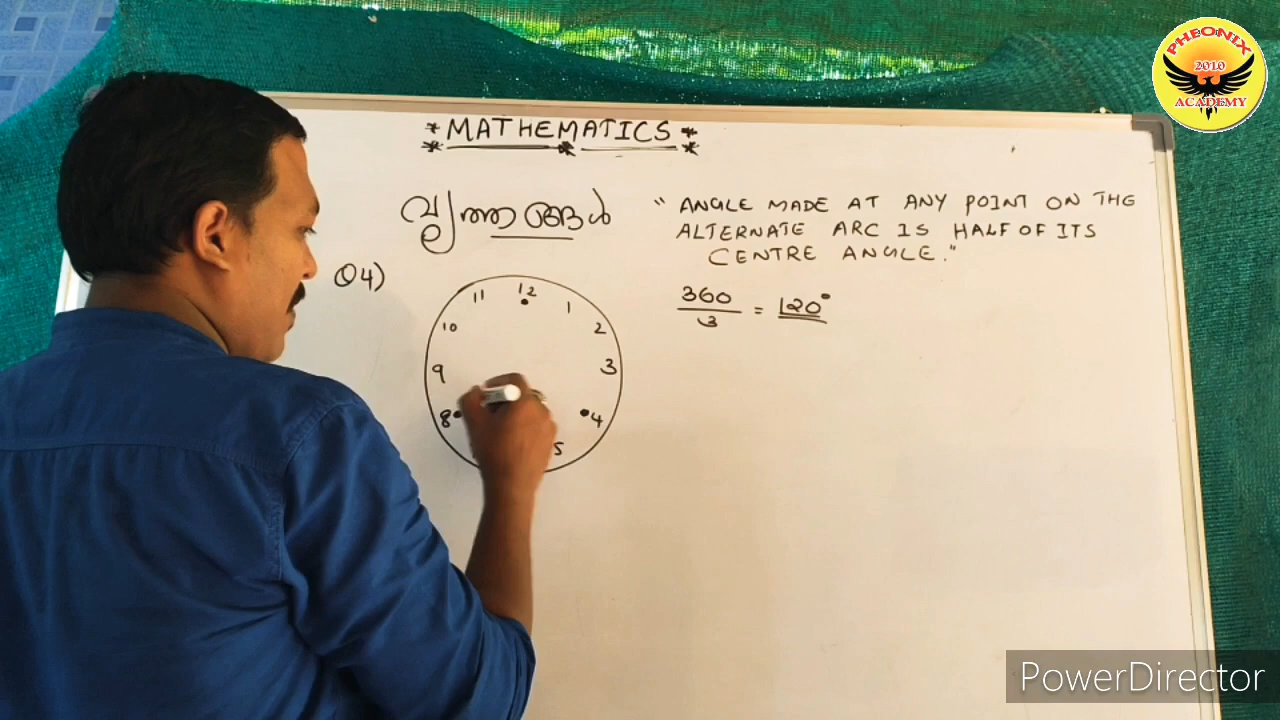 PHEONIX
2010
ACADEMY
MATHEMATICS
വൃത്തങ്ങൾ
" ANGLE MADE AT ANY POINT ON THE
ALTERNATE ARC IS HALF OF ITS
CENTRE ANGLE."
Q4)
360
3
= 120°
12
11
1
10
2
9
3
8
4
5
PowerDirector